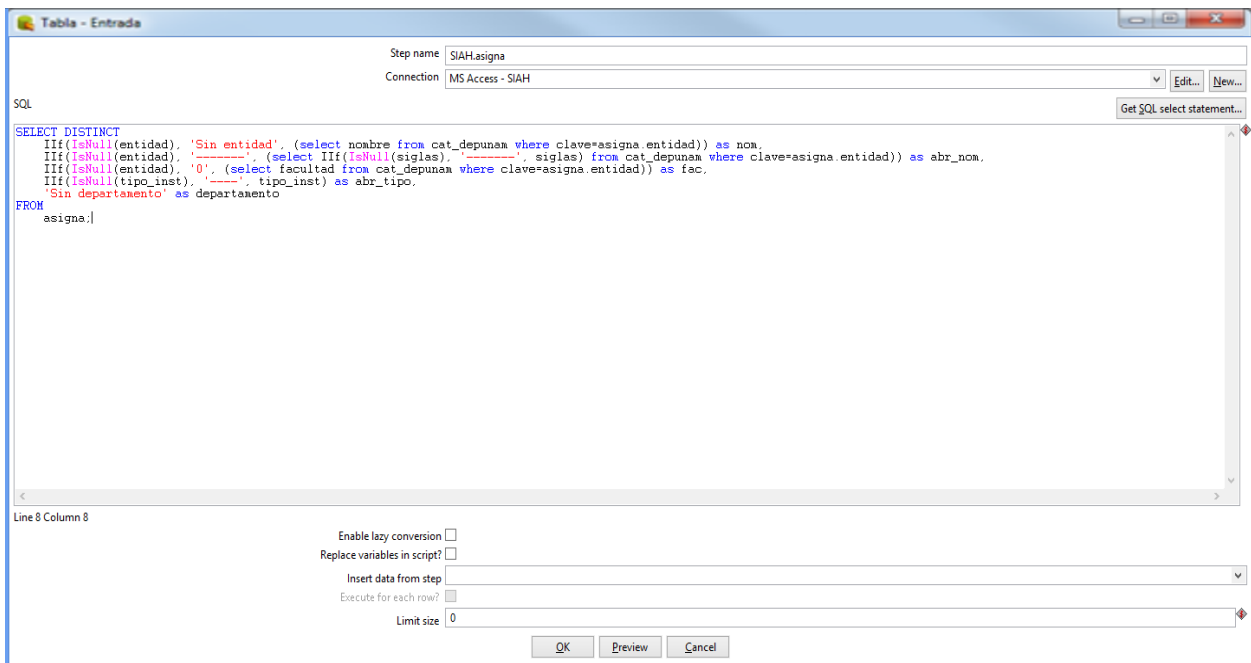 Tabla - Entrada
Step name SIAH.asigna
Connection MS Access - SIAH Edit... New...
SQL Get SQL select statement...
SELECT DISTINCT
IIf(IsNull(entidad), 'Sin entidad', (select nombre from cat_depunam where clave=asigna.entidad)) as nom,
IIf(IsNull(entidad), '-------', (select IIf(IsNull(siglas), '-------', siglas) from cat_depunam where clave=asigna.entidad)) as abr_nom,
IIf(IsNull(entidad), '0', (select facultad from cat_depunam where clave=asigna.entidad)) as fac,
IIf(IsNull(tipo_inst), '----', tipo_inst) as abr_tipo,
'Sin departamento' as departamento
FROM
asigna;
Line 8 Column 8
Enable lazy conversion
Replace variables in script?
Insert data from step
Execute for each row?
Limit size 0
OK Preview Cancel